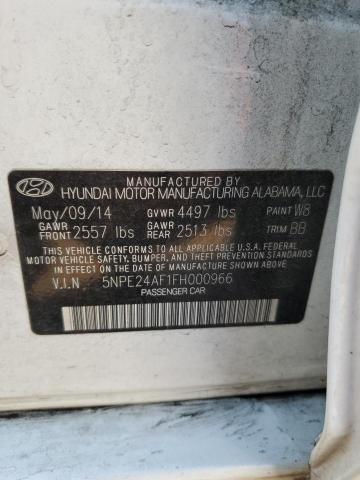 MANUFACTURED BY
HYUNDAI MOTOR MANUFACTURING ALABAMA, LLC
May/09/14 GVWR 4497 lbs PAINT W8
GAWR FRONT 2557 lbs GAWR REAR 2513 lbs TRIM BB
THIS VEHICLE CONFORMS TO ALL APPLICABLE U.S.A. FEDERAL
MOTOR VEHICLE SAFETY, BUMPER, AND THEFT PREVENTION
STANDARDS IN EFFECT ON THE DATE OF MANUFACTURE SHOWN ABOVE.
V.I.N 5NPE24AF1FH000966
PASSENGER CAR